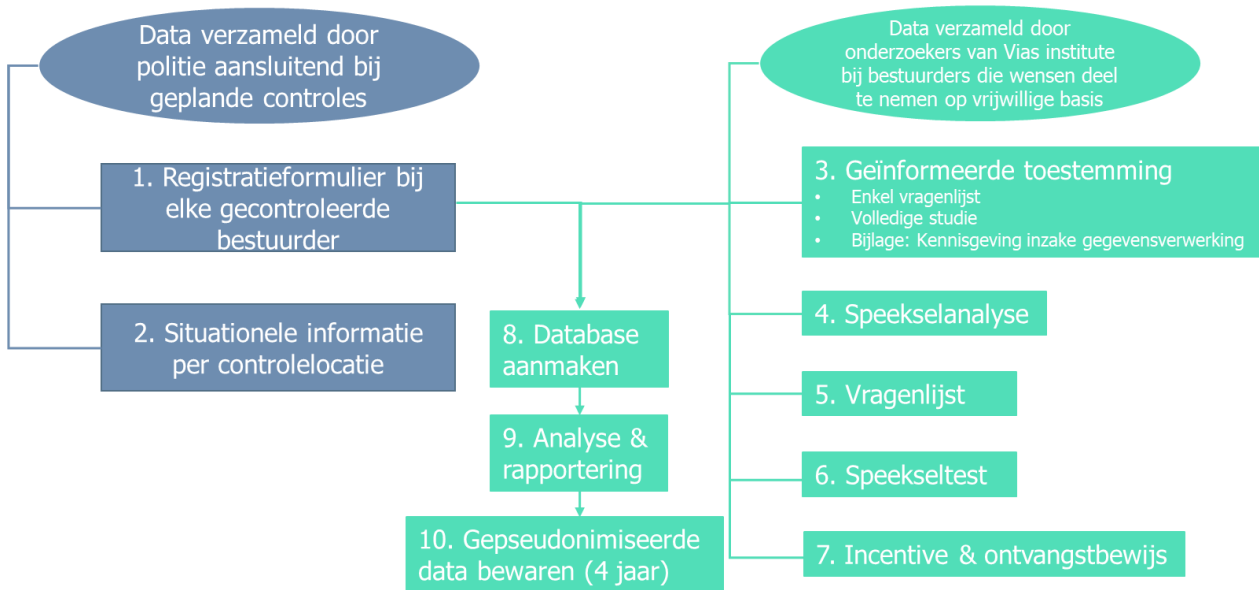 Data verzameld door
politie aansluitend bij
geplande controles
1. Registratieformulier bij
elke gecontroleerde
bestuurder
2. Situationele informatie
per controlelocatie
8. Database
aanmaken
9. Analyse &
rapportering
10. Gepseudonimiseerde
data bewaren (4 jaar)
Data verzameld door
onderzoekers van Vias institute
bij bestuurders die wensen deel
te nemen op vrijwillige basis
3. Geïnformeerde toestemming
• Enkel vragenlijst
• Volledige studie
• Bijlage: Kennisgeving inzake gegevensverwerking
4. Speekselanalyse
5. Vragenlijst
6. Speekseltest
7. Incentive & ontvangstbewijs